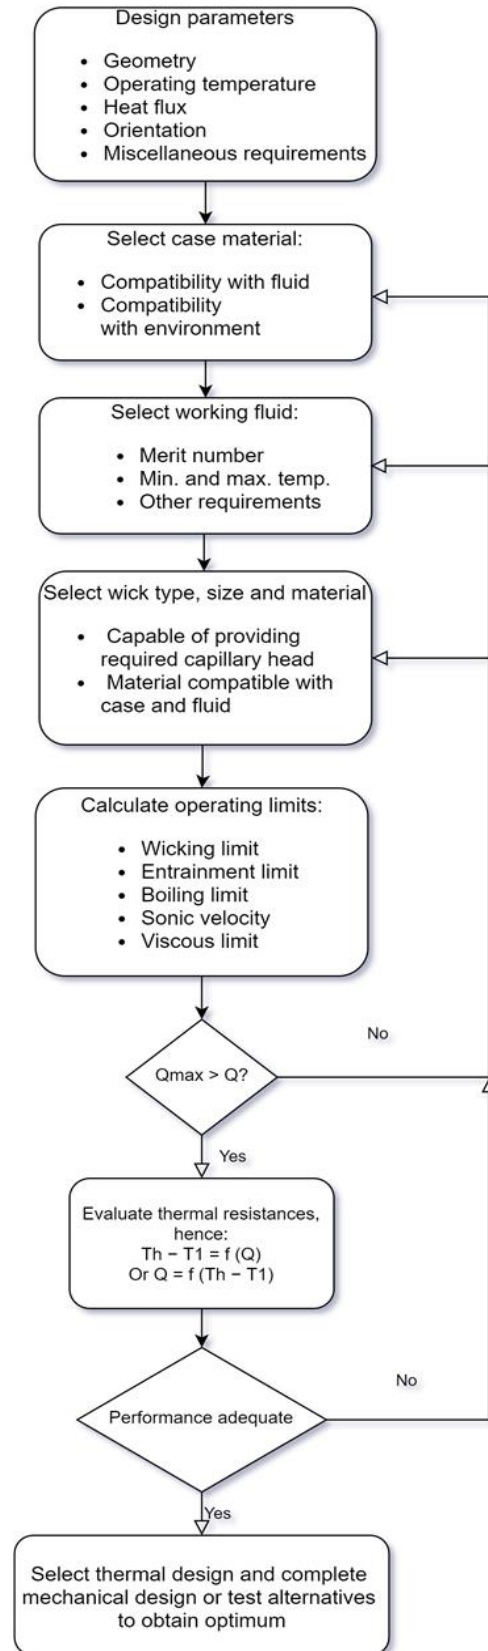 Design parameters
• Geometry
• Operating temperature
• Heat flux
• Orientation
• Miscellaneous requirements
Select case material:
• Compatibility with fluid
• Compatibility
with environment
Select working fluid:
• Merit number
• Min. and max. temp.
• Other requirements
Select wick type, size and material
• Capable of providing
required capillary head
• Material compatible with
case and fluid
Calculate operating limits:
• Wicking limit
• Entrainment limit
• Boiling limit
• Sonic velocity
• Viscous limit
No
Qmax > Q?
Yes
Evaluate thermal resistances,
hence:
Th − T1 = f (Q)
Or Q = f (Th − T1)
No
Performance adequate
Yes
Select thermal design and complete
mechanical design or test alternatives
to obtain optimum